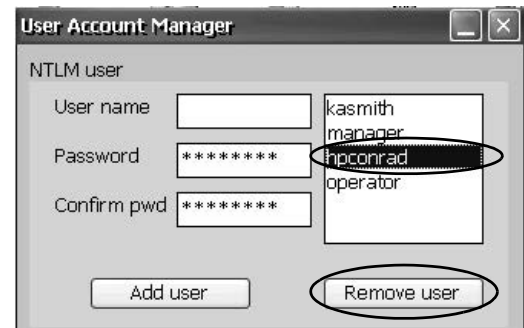 User Account Manager
NTLM user
User name
kasmith
manager
Password ********
hpconrad
operator
Confirm pwd ********
Add user
Remove user